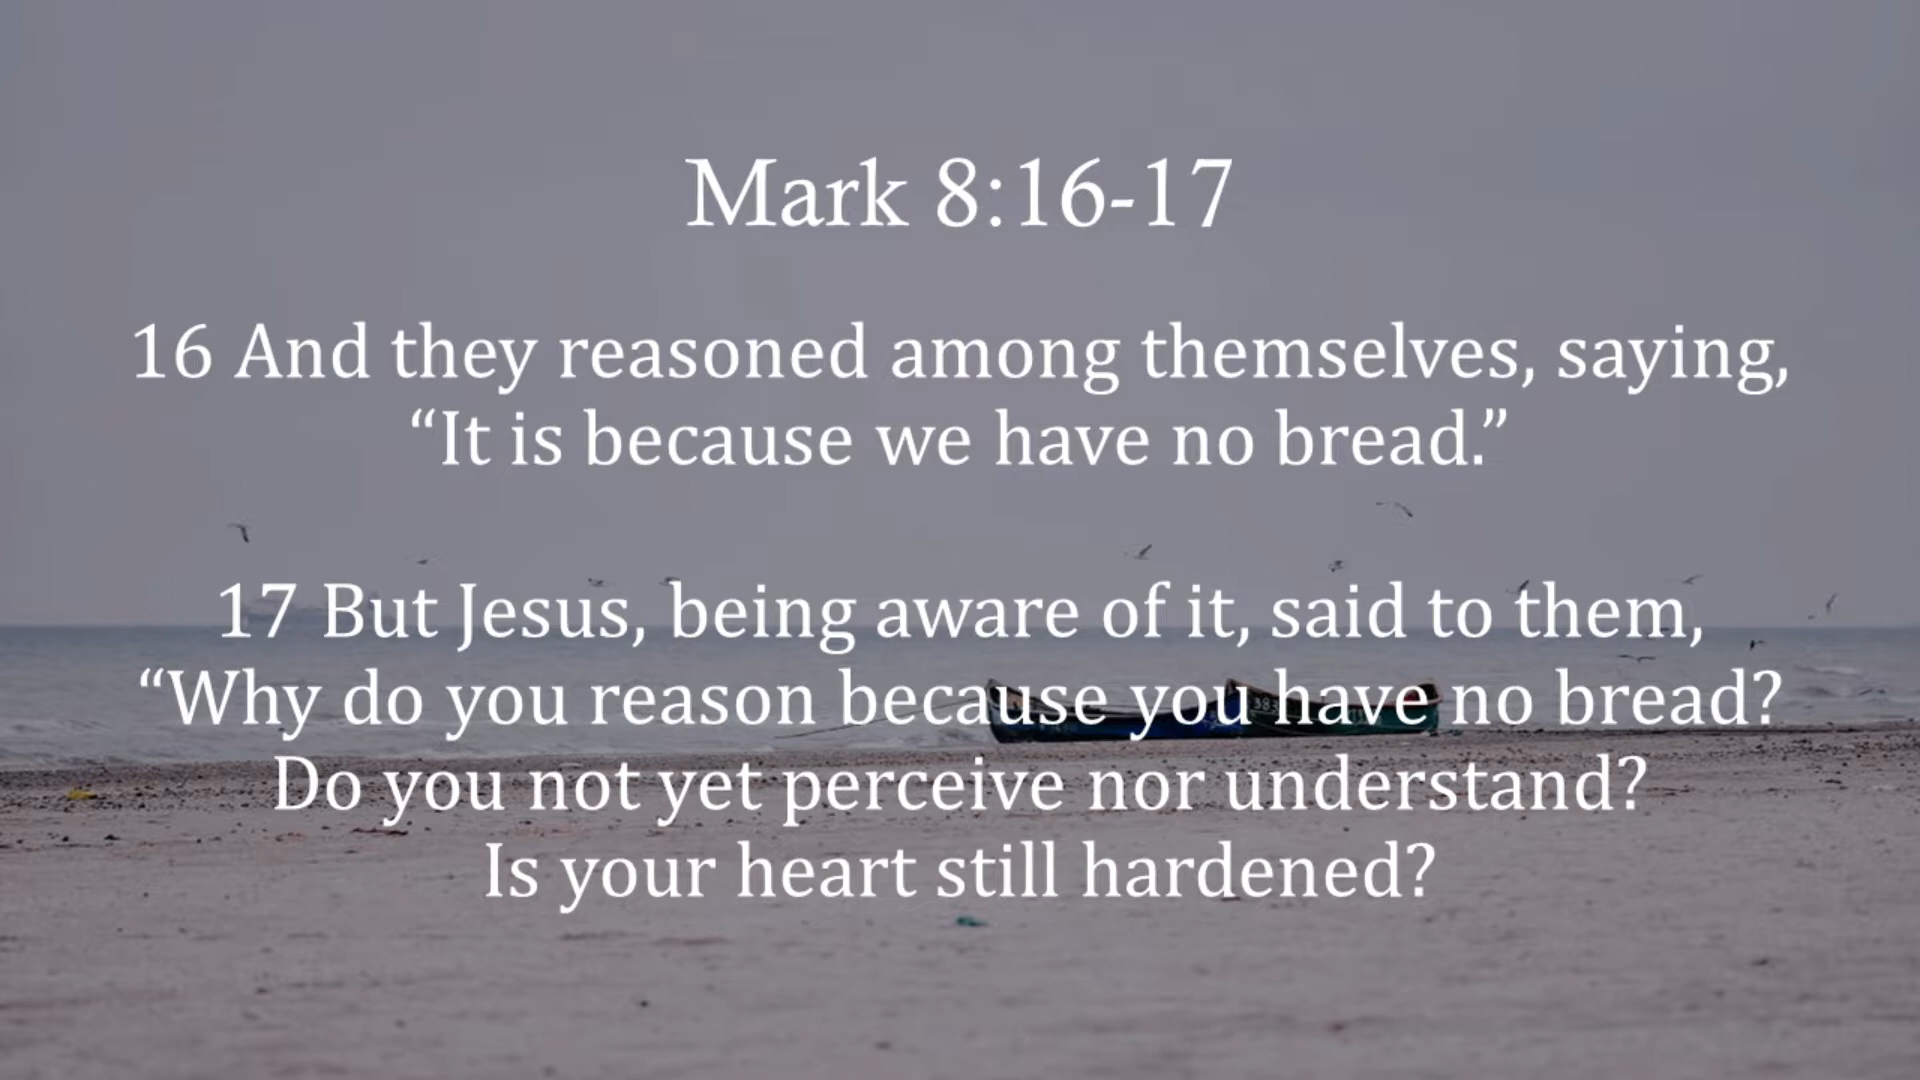 Mark 8:16-17
16 And they reasoned among themselves, saying,
“It is because we have no bread.”
17 But Jesus, being aware of it, said to them,
“Why do you reason because you have no bread?
Do you not yet perceive nor understand?
Is your heart still hardened?